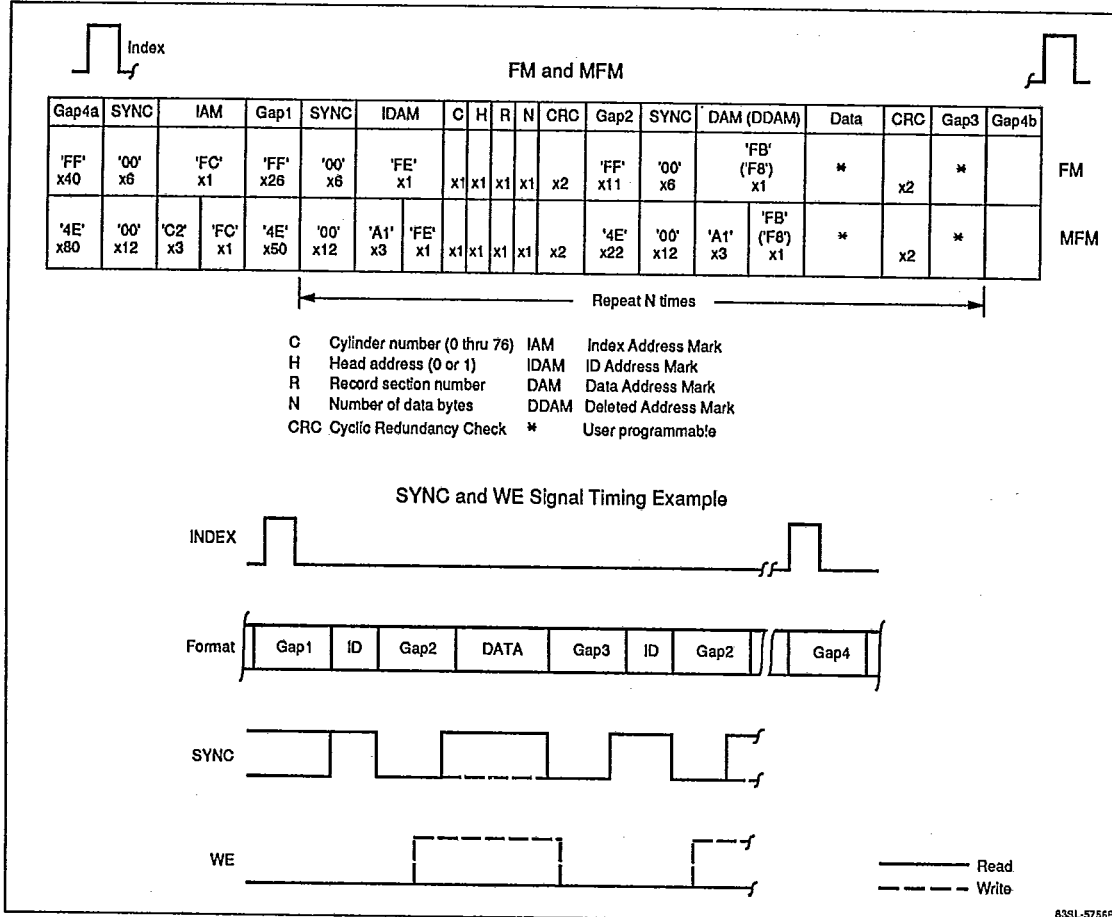 Index
FM and MFM
Gap4a SYNC IAM Gap1 SYNC IDAM C H R N CRC Gap2 SYNC DAM (DDAM) Data CRC Gap3 Gap4b
'FF' x40 '00' x6 'FC' x1 'FF' x26 '00' x6 'FE' x1 x1 x1 x1 x1 x2 'FF' x11 '00' x6 'FB' ('F8') x1 * x2 * FM
'4E' x80 '00' x12 'C2' x3 'FC' x1 '4E' x50 '00' x12 'A1' x3 'FE' x1 x1 x1 x1 x1 x2 '4E' x22 '00' x12 'A1' x3 'FB' ('F8') x1 * x2 * MFM
Repeat N times
C Cylinder number (0 thru 76) IAM Index Address Mark
H Head address (0 or 1) IDAM ID Address Mark
R Record section number DAM Data Address Mark
N Number of data bytes DDAM Deleted Address Mark
CRC Cyclic Redundancy Check * User programmable
SYNC and WE Signal Timing Example
INDEX
Format Gap1 ID Gap2 DATA Gap3 ID Gap2 Gap4
SYNC
WE
Read
Write